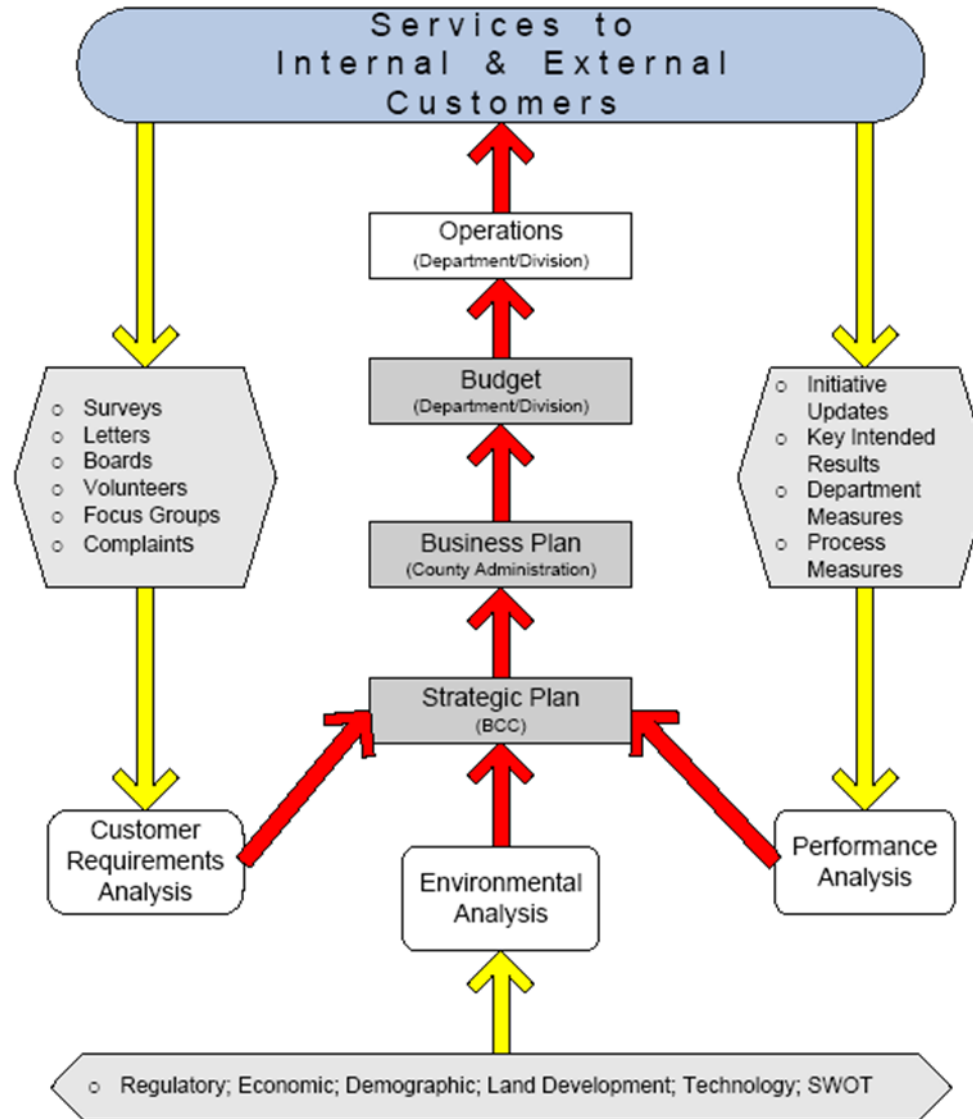 Services to
Internal & External
Customers
Operations
(Department/Division)
Budget
(Department/Division)
Business Plan
(County Administration)
Strategic Plan
(BCC)
○ Surveys
○ Letters
○ Boards
○ Volunteers
○ Focus Groups
○ Complaints
○ Initiative
Updates
○ Key Intended
Results
○ Department
Measures
○ Process
Measures
Customer
Requirements
Analysis
Environmental
Analysis
Performance
Analysis
○ Regulatory; Economic; Demographic; Land Development; Technology; SWOT